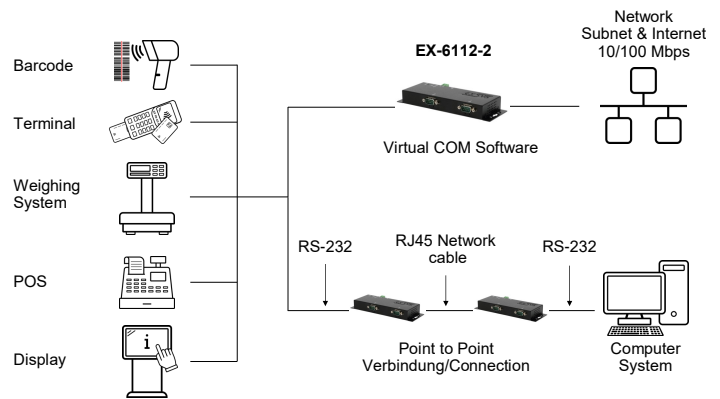 Network
Subnet & Internet
10/100 Mbps
EX-6112-2
Barcode
Terminal
Virtual COM Software
Weighing
System
RS-232
RJ45 Network
cable
RS-232
POS
Display
i
Point to Point
Verbindung/Connection
Computer
System